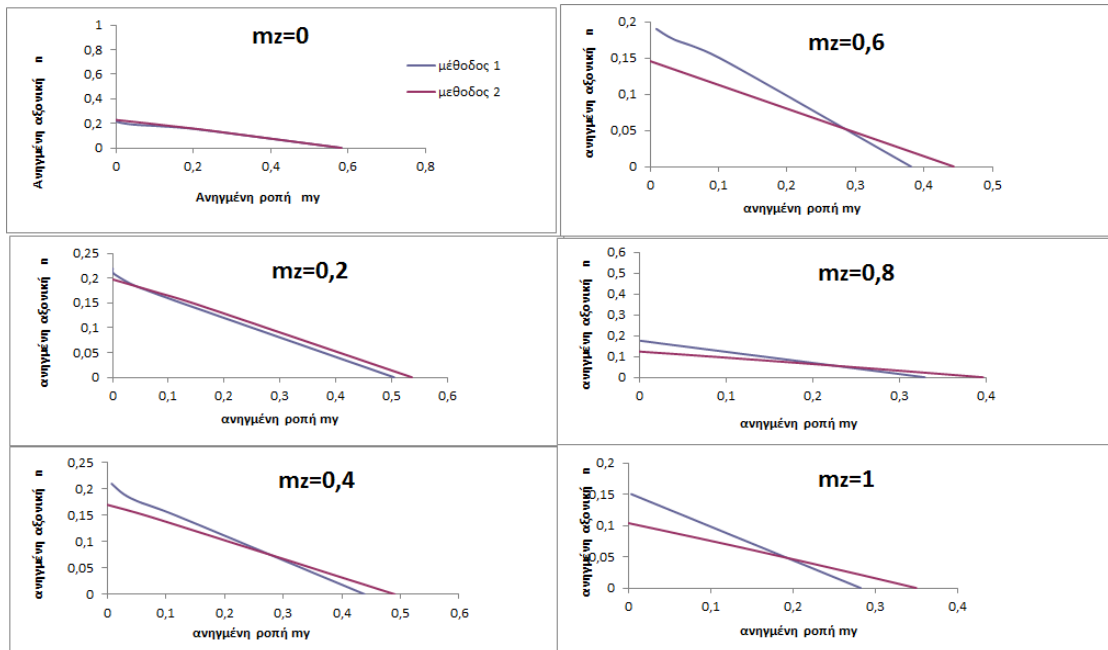 mz=0
Ανηγμένη αξονική n
1
0,8
0,6
0,4
0,2
0
0 0,2 0,4 0,6 0,8
Ανηγμένη ροπή my
μέθοδος 1
μεθοδος 2
mz=0,6
ανηγμένη αξονική n
0,2
0,15
0,1
0,05
0
0 0,1 0,2 0,3 0,4 0,5
ανηγμένη ροπή my
mz=0,2
ανηγμένη αξονική n
0,25
0,2
0,15
0,1
0,05
0
0 0,1 0,2 0,3 0,4 0,5 0,6
ανηγμένη ροπή my
mz=0,8
ανηγμένη αξονική n
0,6
0,5
0,4
0,3
0,2
0,1
0
0 0,1 0,2 0,3 0,4
ανηγμένη ροπή my
mz=0,4
ανηγμένη αξονική n
0,25
0,2
0,15
0,1
0,05
0
0 0,1 0,2 0,3 0,4 0,5 0,6
ανηγμένη ροπή my
mz=1
ανηγμένη αξονική n
0,2
0,15
0,1
0,05
0
0 0,1 0,2 0,3 0,4
ανηγμένη ροπή my